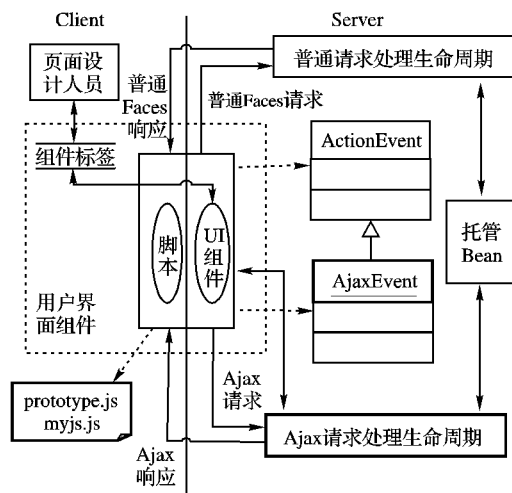 Client
Server
页面设
计人员
普通请求处理生命周期
普通
Faces
响应
普通Faces请求
组件标签
ActionEvent
脚本
UI
组件
托管
Bean
AjaxEvent
用户界
面组件
Ajax
请求
prototype.js
myjs.js
Ajax
响应
Ajax请求处理生命周期